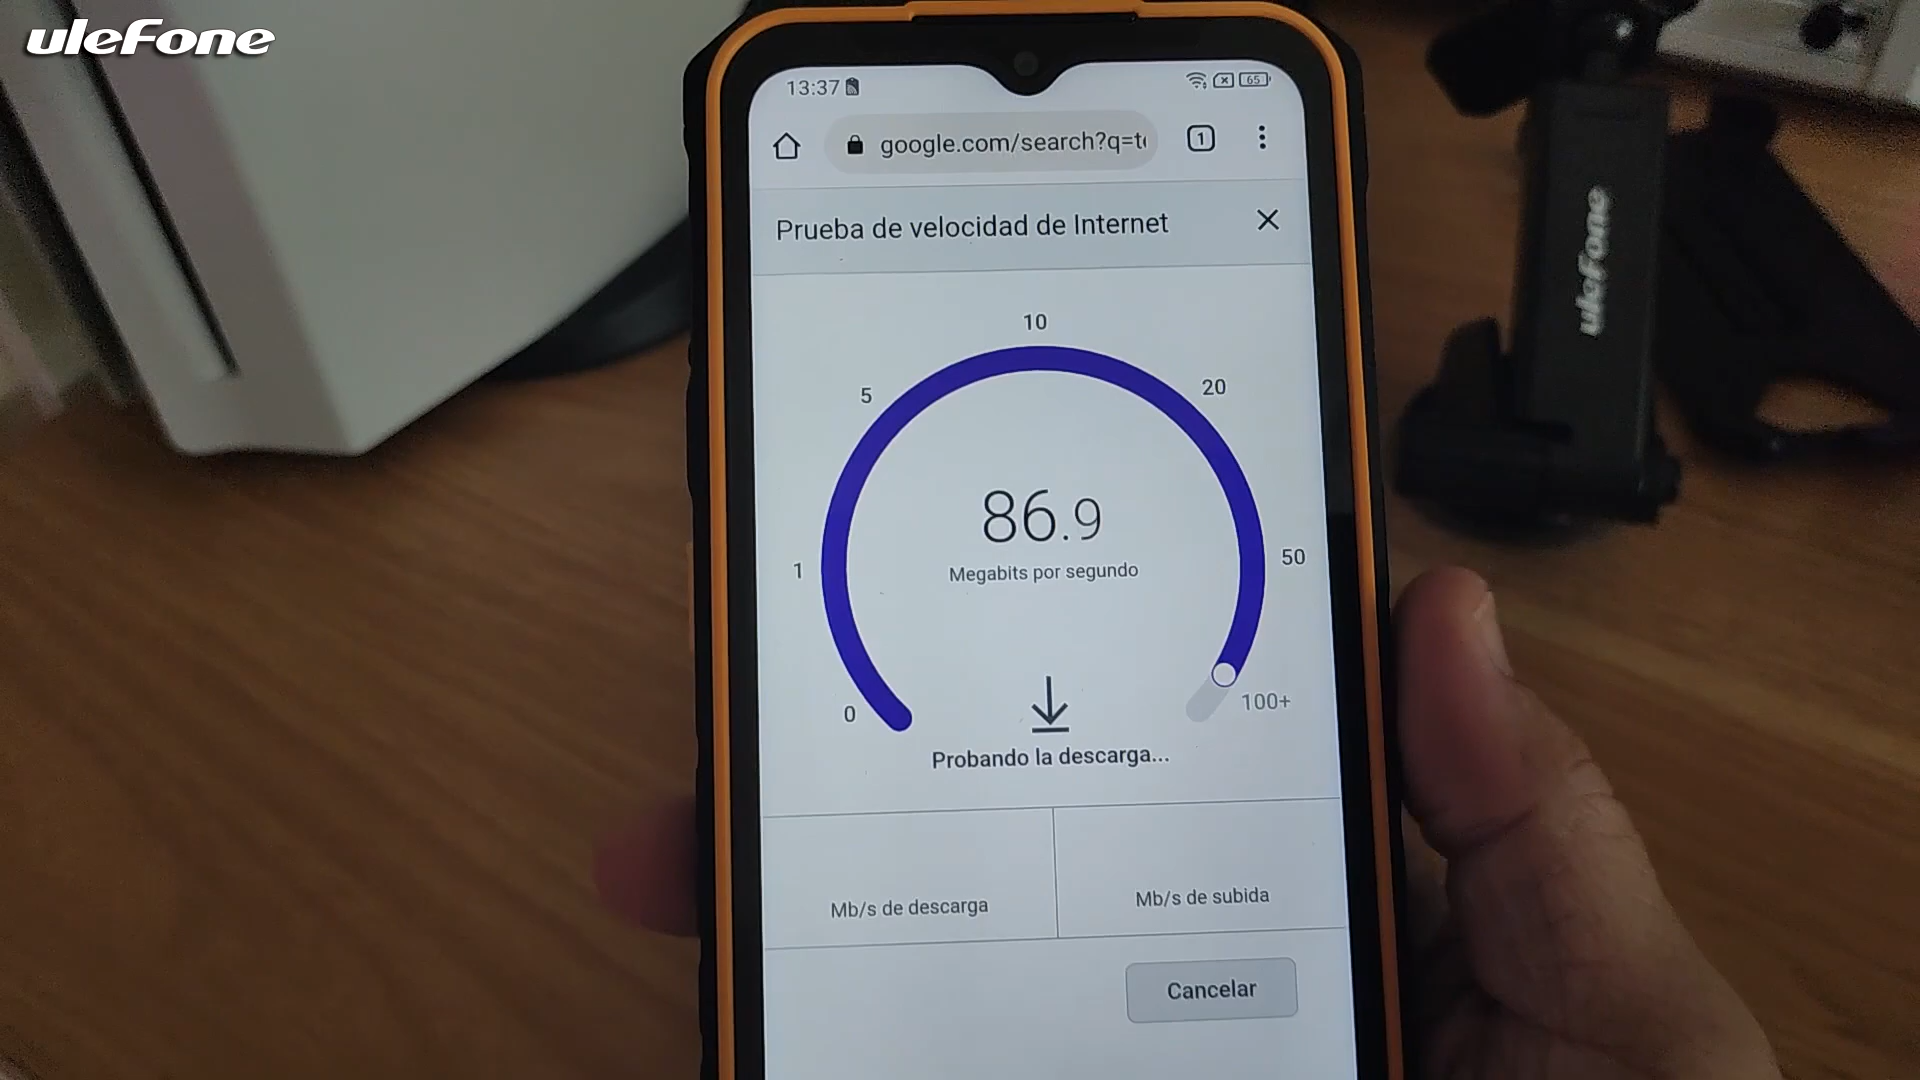 uleFone
13:37
65
google.com/search?q=t
1
Prueba de velocidad de Internet
10
5
20
1
50
0
100+
86.9
Megabits por segundo
Probando la descarga...
Mb/s de descarga
Mb/s de subida
Cancelar
uleFone